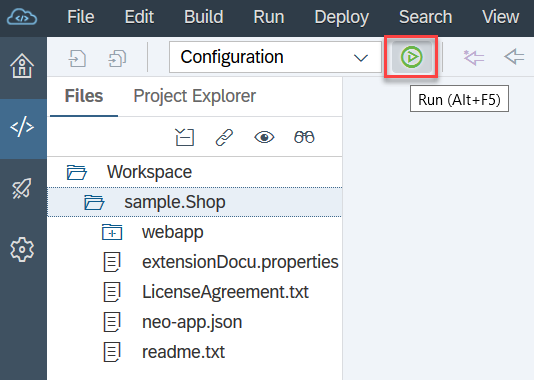 File Edit Build Run Deploy Search View
Configuration
Run (Alt+F5)
Files Project Explorer
Workspace
sample.Shop
webapp
extensionDocu.properties
LicenseAgreement.txt
neo-app.json
readme.txt